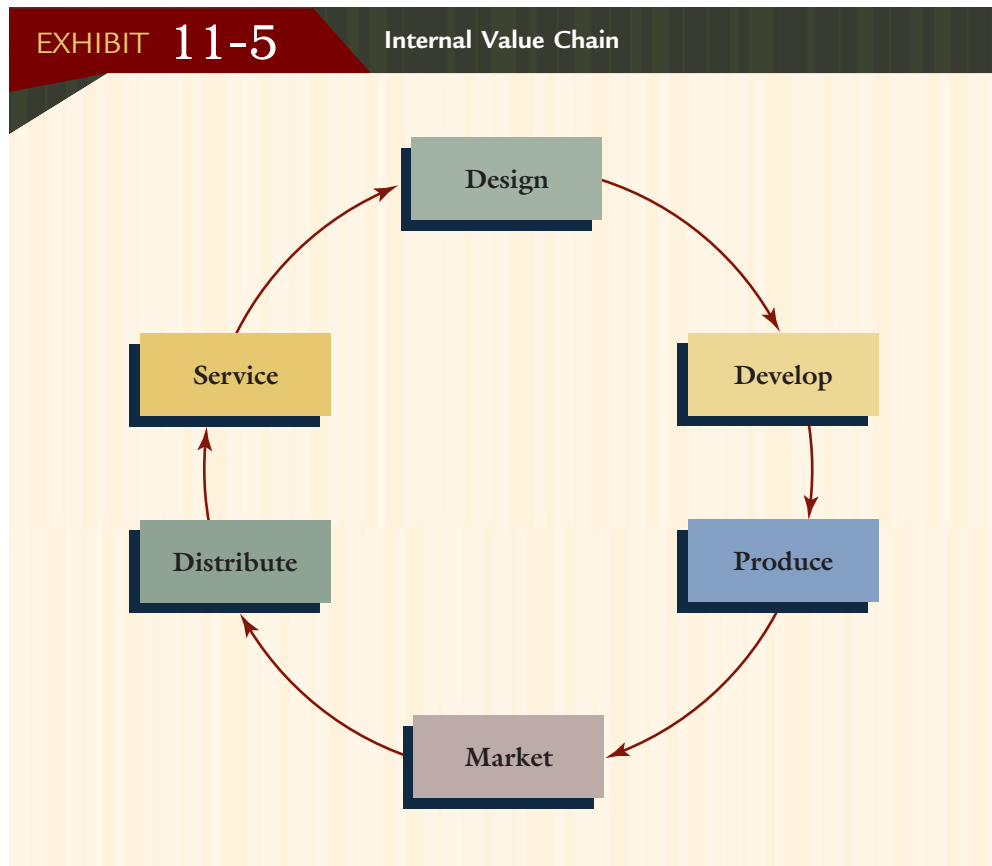 EXHIBIT 11-5
Internal Value Chain
Design
Develop
Produce
Market
Distribute
Service